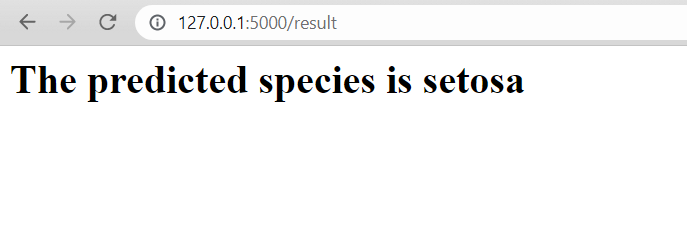 127.0.0.1:5000/result
The predicted species is setosa